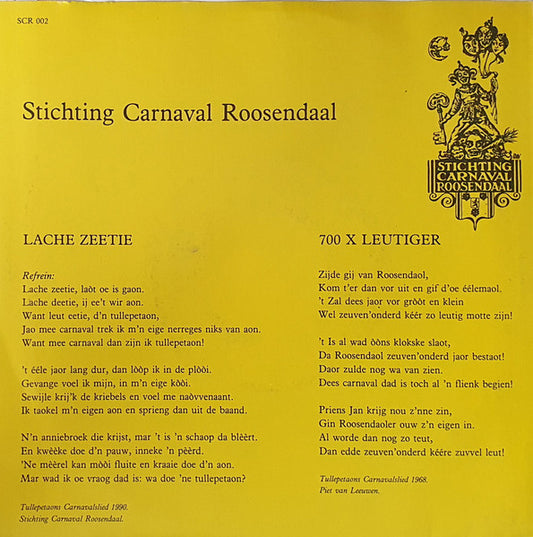 SCR 002
Stichting Carnaval Roosendaal
STICHTING
CARNAVAL
ROOSENDAAL
LACHE ZEETIE
Refrein:
Lache zeetie, laòt oe is gaon.
Lache deetie, ij ee't wir aon.
Want leut eetie, d'n tullepetaon,
Jao mee carnaval trek ik m'n eige nerreges niks van aon.
Want mee carnaval dan zijn ik tullepetaon!
't ééle jaor lang dur, dan lòòp ik in de plòòi.
Gevange voel ik mijn, in m'n eige kòòi.
Sewijle krij'k de kriebels en voel me naòvvenaant.
Ik taokel m'n eigen aon en sprieng dan uit de baand.
N'n anniebroek die krijst, mar 't is 'n schaop da blèèrt.
En kwêêke doe d'n pauw, inneke 'n pèèrd.
'Ne mèèrel kan mòòi fluite en kraaie doe d'n aon.
Mar wad ik oe vraog dad is: wa doe 'ne tullepetaon?
Tullepetaons Carnavalslied 1990.
Stichting Carnaval Roosendaal.
700 X LEUTIGER
Zijde gij van Roosendaol,
Kom t'er dan vor uit en gif d'oe éélemaol.
't Zal dees jaor vor gròòt en klein
Wel zeuven'onderd kéér zo leutig motte zijn!
't Is al wad òòns klokske slaot,
Da Roosendaol zeuven'onderd jaor bestaot!
Daor zulde nog wa van zien.
Dees carnaval dad is toch al 'n flienk begien!
Priens Jan krijg nou z'nne zin,
Gin Roosendaoler ouw z'n eigen in.
Al worde dan nog zo teut,
Dan edde zeuven'onderd kéére zuvvel leut!
Tullepetaons Carnavalslied 1968.
Piet van Leeuwen.